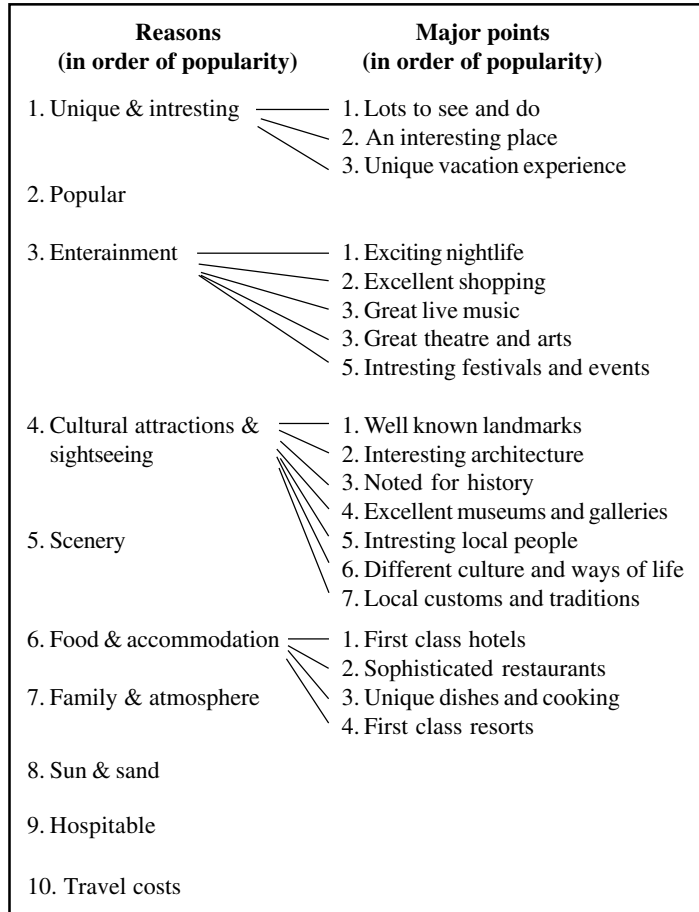 Reasons
(in order of popularity)
Major points
(in order of popularity)
1. Unique & intresting
1. Lots to see and do
2. An interesting place
3. Unique vacation experience
2. Popular
3. Enterainment
1. Exciting nightlife
2. Excellent shopping
3. Great live music
3. Great theatre and arts
5. Intresting festivals and events
4. Cultural attractions &
sightseeing
1. Well known landmarks
2. Interesting architecture
3. Noted for history
4. Excellent museums and galleries
5. Intresting local people
6. Different culture and ways of life
7. Local customs and traditions
5. Scenery
6. Food & accommodation
1. First class hotels
2. Sophisticated restaurants
3. Unique dishes and cooking
4. First class resorts
7. Family & atmosphere
8. Sun & sand
9. Hospitable
10. Travel costs